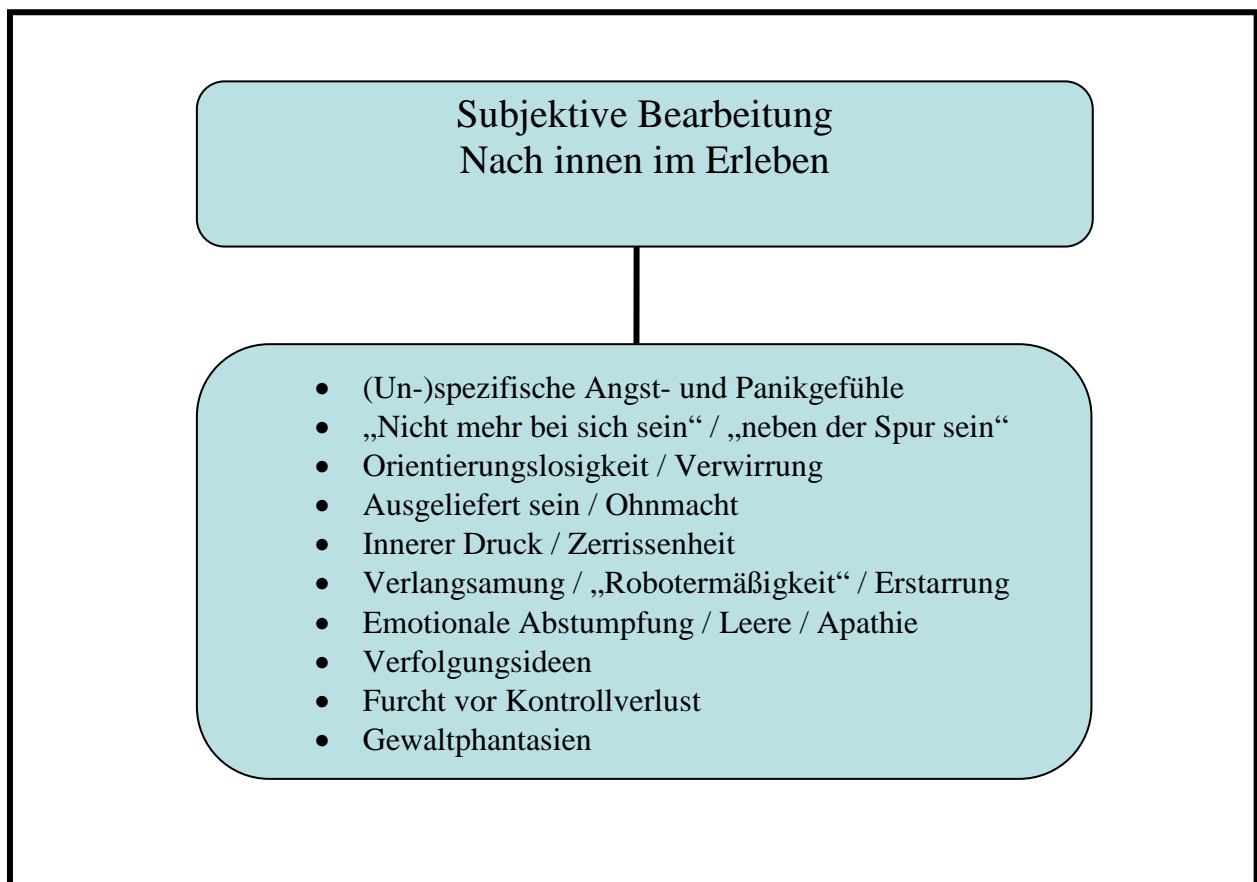 Subjektive Bearbeitung
Nach innen im Erleben
• (Un-)spezifische Angst- und Panikgefühle
• „Nicht mehr bei sich sein“ / „neben der Spur sein“
• Orientierungslosigkeit / Verwirrung
• Ausgeliefert sein / Ohnmacht
• Innerer Druck / Zerrissenheit
• Verlangsamung / „Robotermäßigkeit“ / Erstarrung
• Emotionale Abstumpfung / Leere / Apathie
• Verfolgungsideen
• Furcht vor Kontrollverlust
• Gewaltphantasien